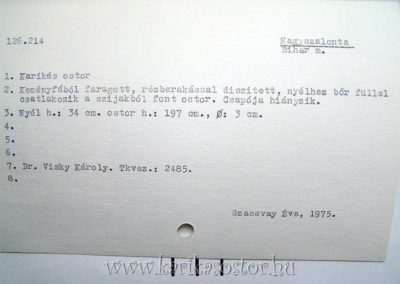 126.214 Nagyszalonta
Bihar m.
1. Karikás ostor
2. Keményfából faragott, rézberakással díszített, nyélhez bőr füllel
csatlakozik a szíjakból font ostor. Csapója hiányzik.
3. Nyél h.: 34 cm. ostor h.: 197 cm., Ø: 3 cm.
4.
5.
6.
7. Dr. Visky Károly. Tkvsz.: 2485.
8.
Szacsvay Éva, 1975.
www.karikasostor.hu